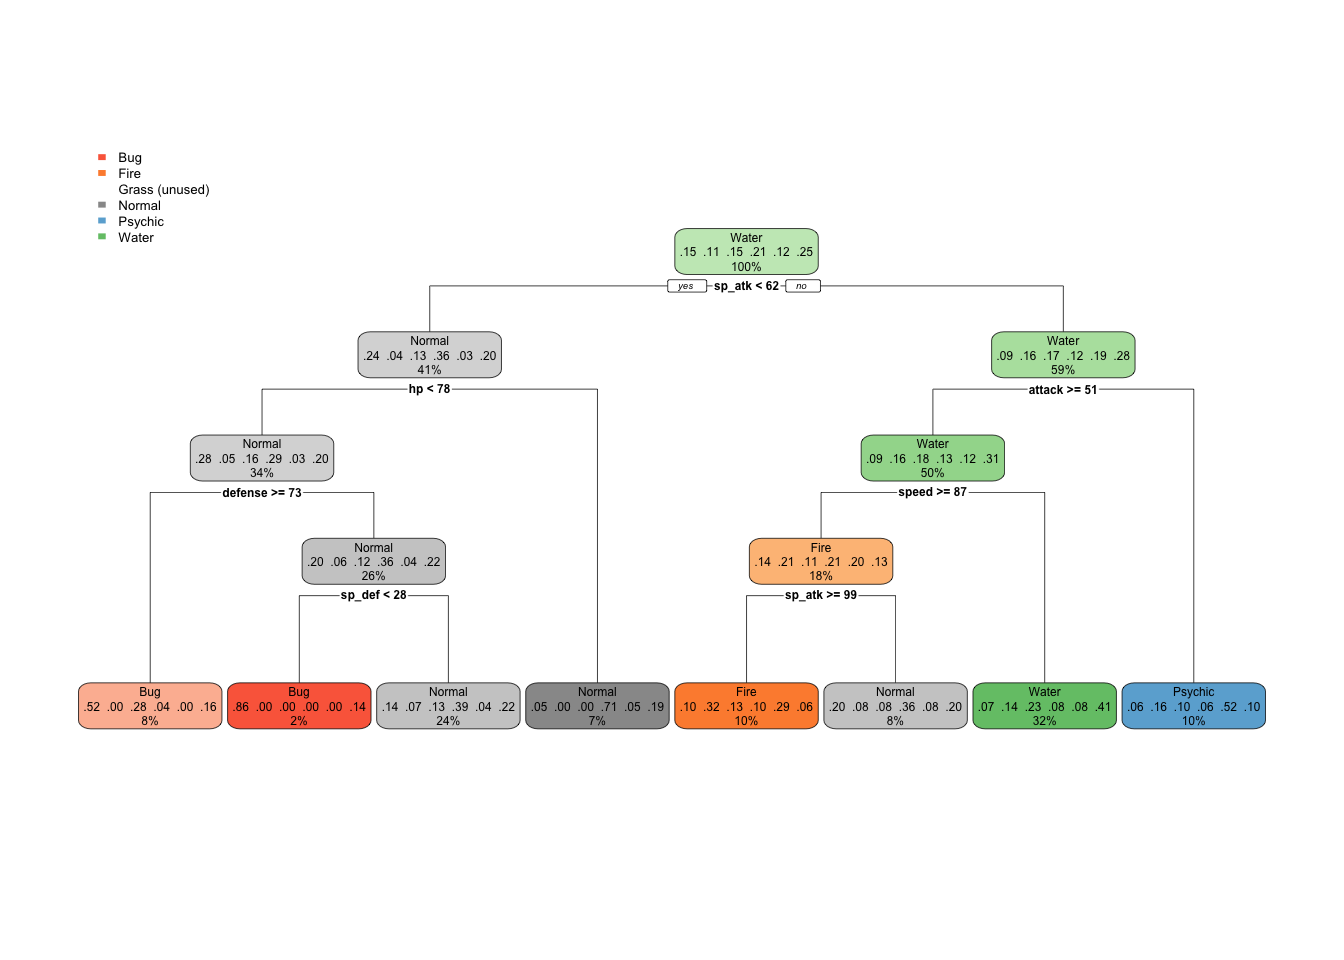 Bug
Fire
Grass (unused)
Normal
Psychic
Water
Water
.15 .11 .15 .21 .12 .25
100%
yes sp_atk < 62 no
Normal
.24 .04 .13 .36 .03 .20
41%
Water
.09 .16 .17 .12 .19 .28
59%
hp < 78
attack >= 51
Normal
.28 .05 .16 .29 .03 .20
34%
Water
.09 .16 .18 .13 .12 .31
50%
defense >= 73
speed >= 87
Normal
.20 .06 .12 .36 .04 .22
26%
Fire
.14 .21 .11 .21 .20 .13
18%
sp_def < 28
sp_atk >= 99
Bug
.52 .00 .28 .04 .00 .16
8%
Bug
.86 .00 .00 .00 .00 .14
2%
Normal
.14 .07 .13 .39 .04 .22
24%
Normal
.05 .00 .00 .71 .05 .19
7%
Fire
.10 .32 .13 .10 .29 .06
10%
Normal
.20 .08 .08 .36 .08 .20
8%
Water
.07 .14 .23 .08 .08 .41
32%
Psychic
.06 .16 .10 .06 .52 .10
10%